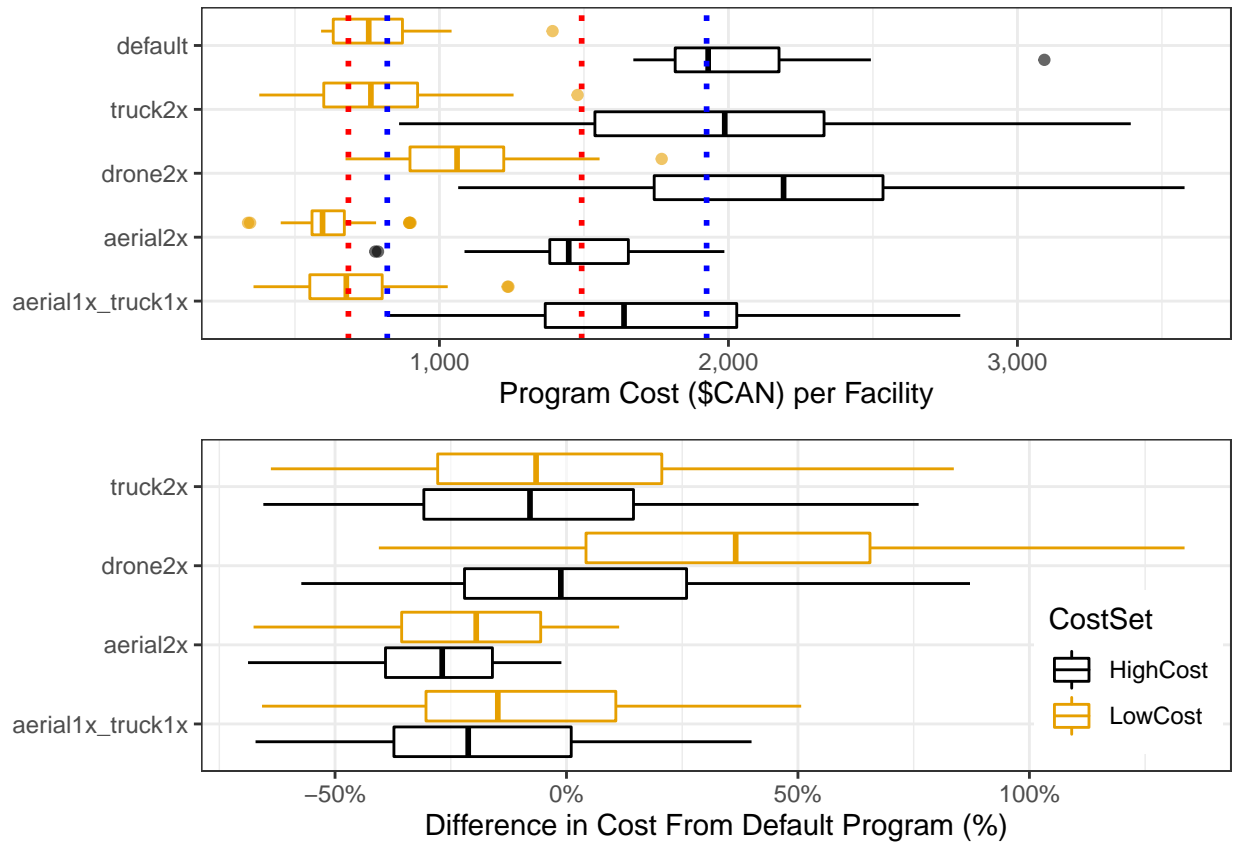 default
truck2x
drone2x
aerial2x
aerial1x_truck1x
1,000 2,000 3,000
Program Cost ($CAN) per Facility
truck2x
drone2x
aerial2x
aerial1x_truck1x
CostSet
HighCost
LowCost
−50% 0% 50% 100%
Difference in Cost From Default Program (%)